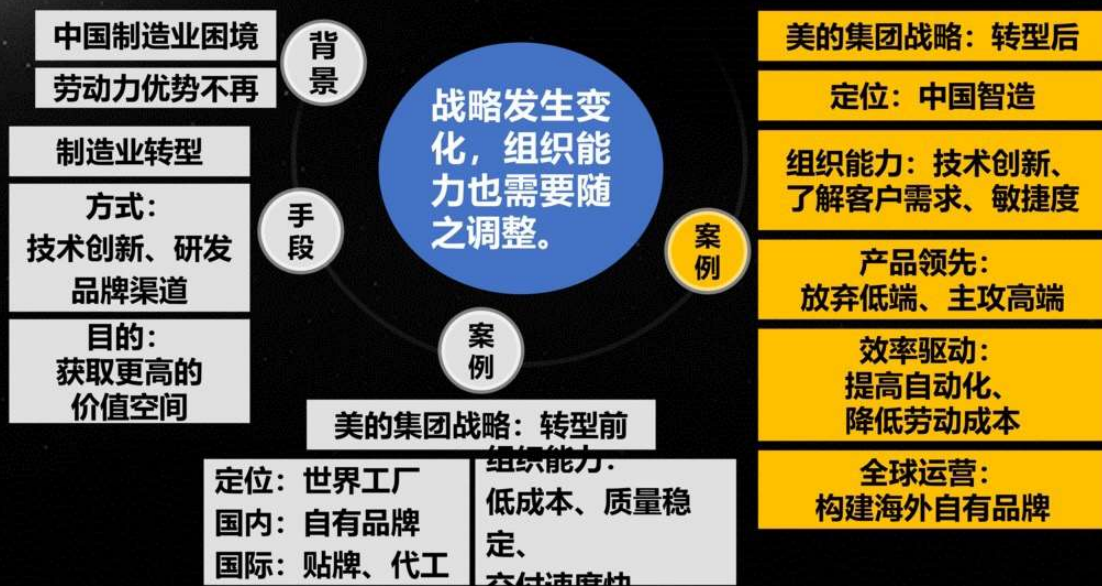 中国制造业困境
劳动力优势不再
背
景
制造业转型
方式：
技术创新、研发
品牌渠道
目的：
获取更高的
价值空间
手
段
战略发生变
化，组织能
力也需要随
之调整。
案
例
美的集团战略：转型前
定位：世界工厂
国内：自有品牌
国际：贴牌、代工
组织能力：
低成本、质量稳
定、
交付速度快
案
例
美的集团战略：转型后
定位：中国智造
组织能力：技术创新、
了解客户需求、敏捷度
产品领先：
放弃低端、主攻高端
效率驱动：
提高自动化、
降低劳动成本
全球运营：
构建海外自有品牌